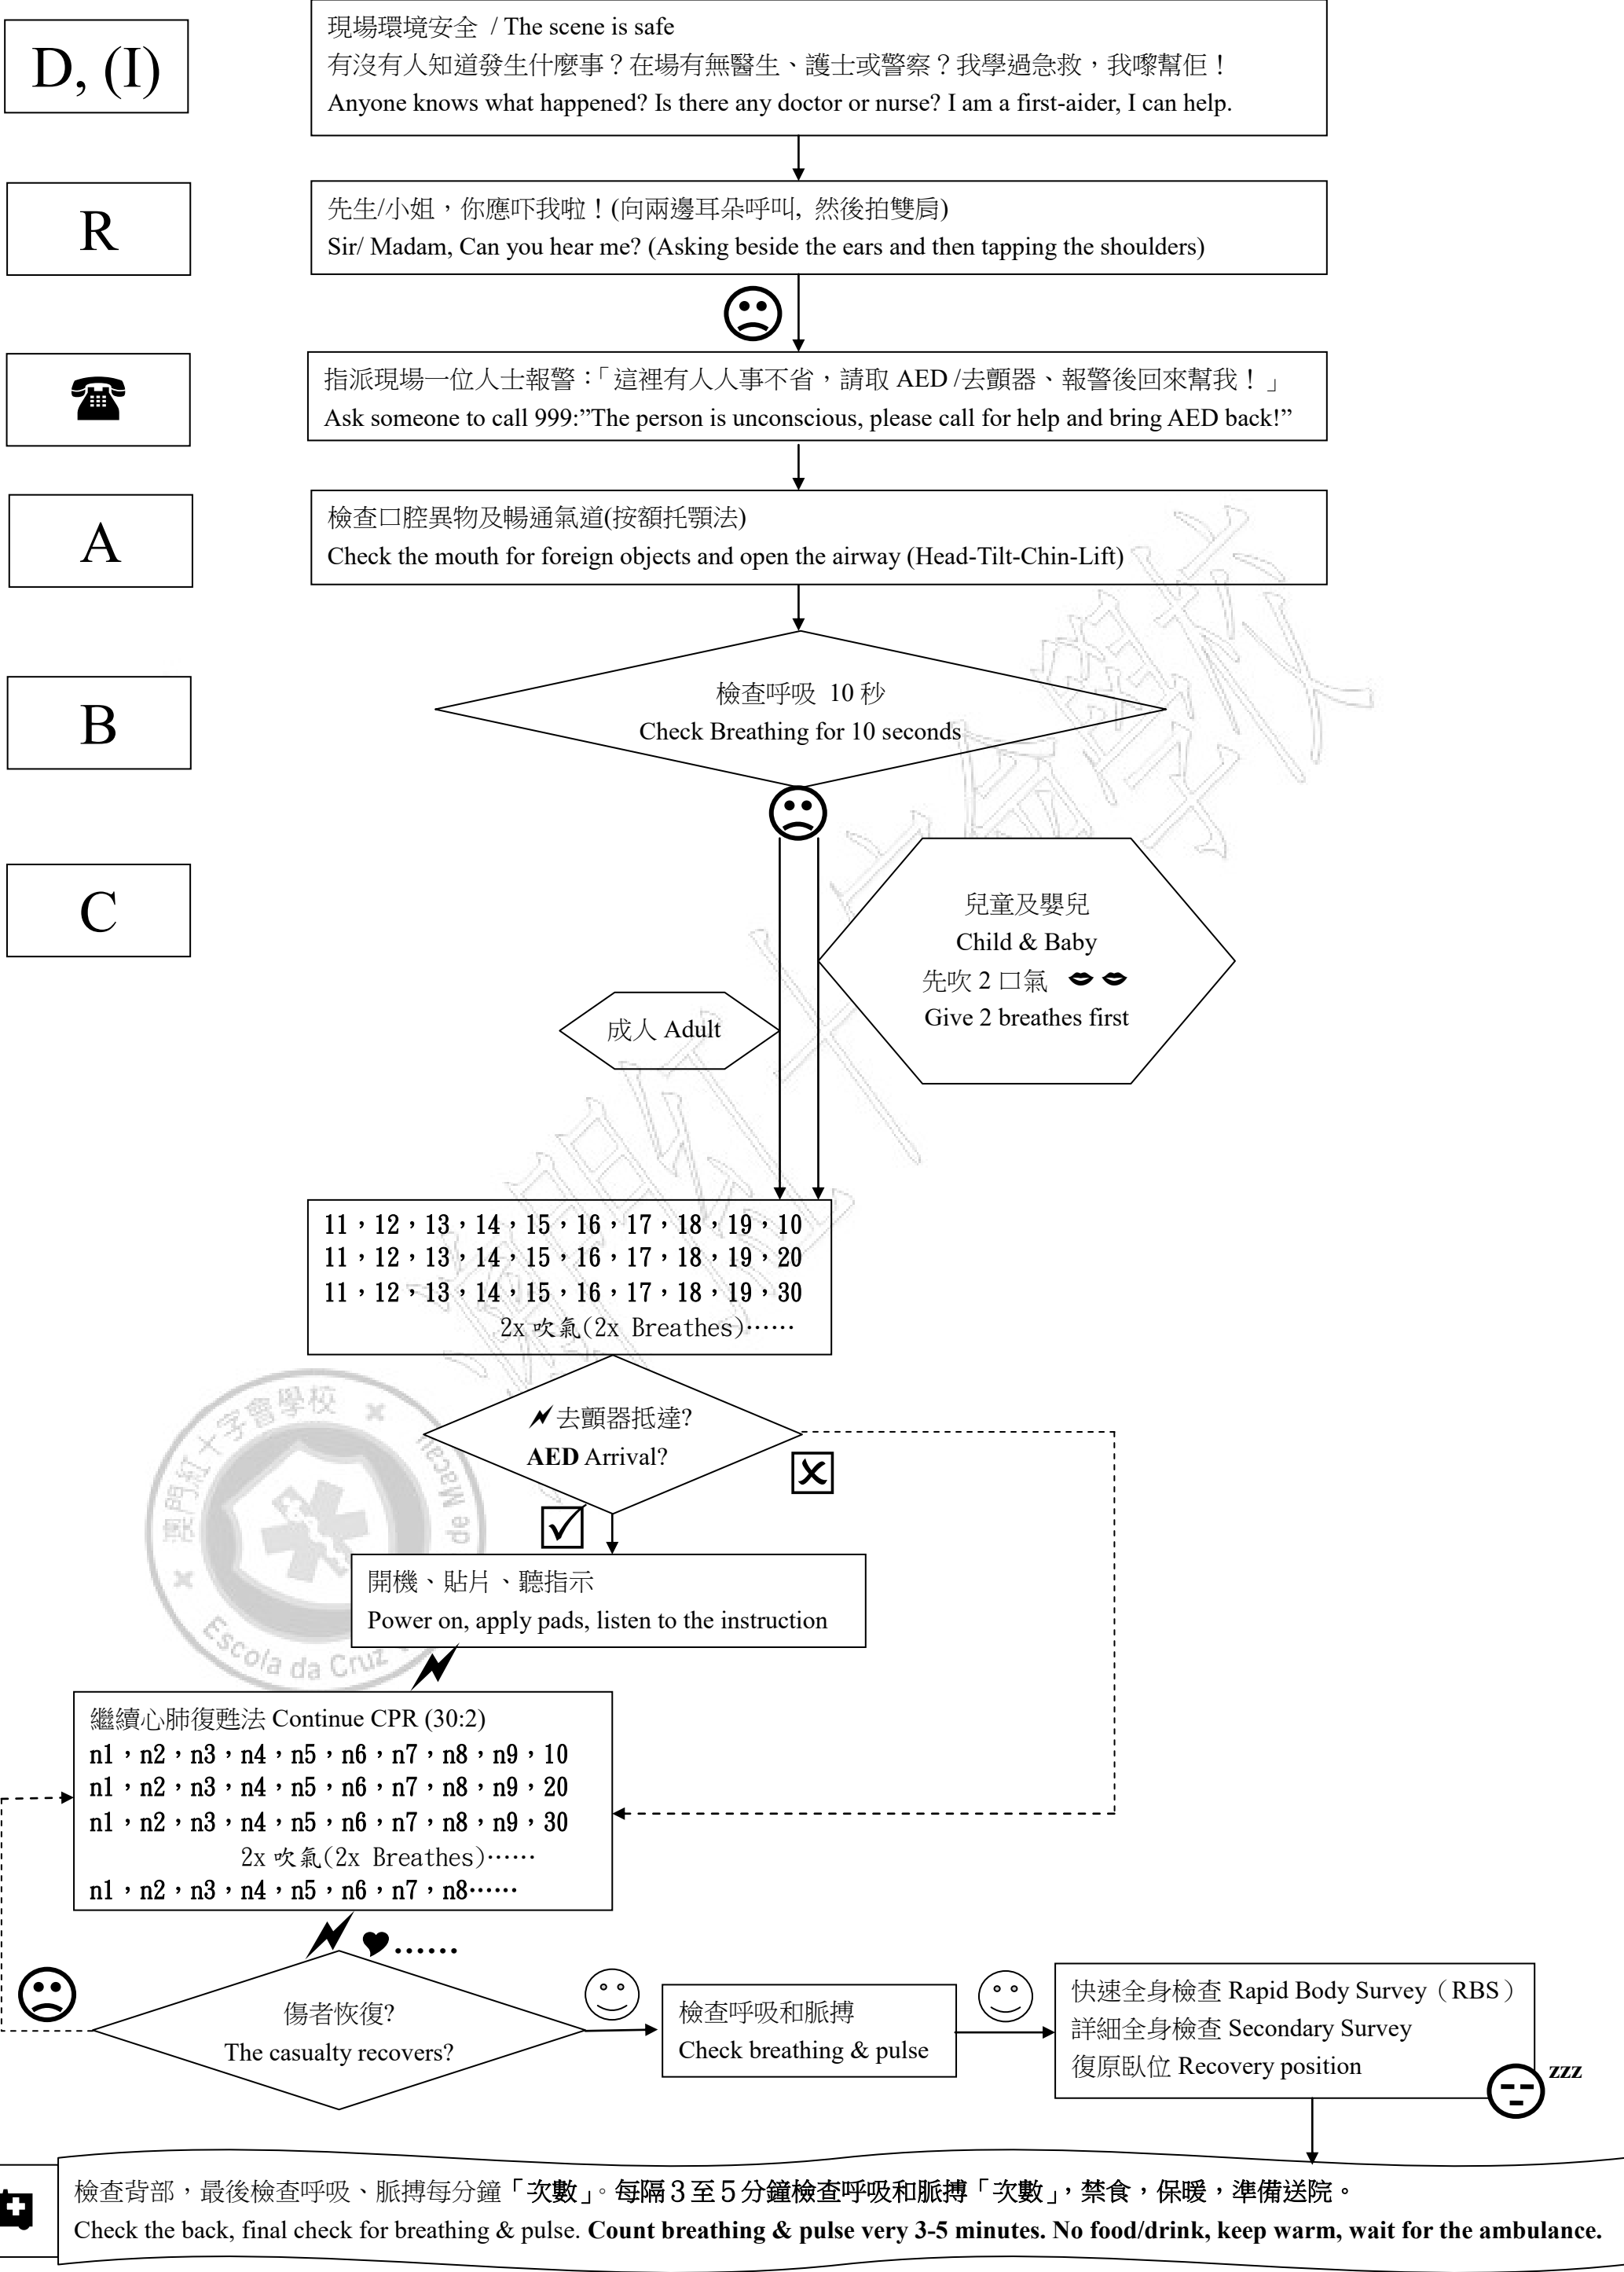 D, (I)
現場環境安全 / The scene is safe
有沒有人知道發生什麼事？在場有無醫生、護士或警察？我學過急救，我嚟幫佢！
Anyone knows what happened? Is there any doctor or nurse? I am a first-aider, I can help.
R
先生/小姐，你應吓我啦！(向兩邊耳朵呼叫, 然後拍雙肩)
Sir/ Madam, Can you hear me? (Asking beside the ears and then tapping the shoulders)
指派現場一位人士報警：「這裡有人人事不省，請取 AED /去顫器、報警後回來幫我！」
Ask someone to call 999:”The person is unconscious, please call for help and bring AED back!”
A
檢查口腔異物及暢通氣道(按額托顎法)
Check the mouth for foreign objects and open the airway (Head-Tilt-Chin-Lift)
B
檢查呼吸 10 秒
Check Breathing for 10 seconds
C
兒童及嬰兒
Child & Baby
先吹 2 口氣
Give 2 breathes first
成人 Adult
11，12，13，14，15，16，17，18，19，10
11，12，13，14，15，16，17，18，19，20
11，12，13，14，15，16，17，18，19，30
2x 吹氣(2x Breathes)……
去顫器抵達?
AED Arrival?
澳門紅十字會學校
Escola da Cruz
de Macau
開機、貼片、聽指示
Power on, apply pads, listen to the instruction
繼續心肺復甦法 Continue CPR (30:2)
n1，n2，n3，n4，n5，n6，n7，n8，n9，10
n1，n2，n3，n4，n5，n6，n7，n8，n9，20
n1，n2，n3，n4，n5，n6，n7，n8，n9，30
2x 吹氣(2x Breathes)……
n1，n2，n3，n4，n5，n6，n7，n8……
……
傷者恢復?
The casualty recovers?
檢查呼吸和脈搏
Check breathing & pulse
快速全身檢查 Rapid Body Survey（RBS）
詳細全身檢查 Secondary Survey
復原臥位 Recovery position
zzz
檢查背部，最後檢查呼吸、脈搏每分鐘「次數」。每隔３至５分鐘檢查呼吸和脈搏「次數」，禁食，保暖，準備送院。
Check the back, final check for breathing & pulse. Count breathing & pulse very 3-5 minutes. No food/drink, keep warm, wait for the ambulance.
澳門紅十字會學校